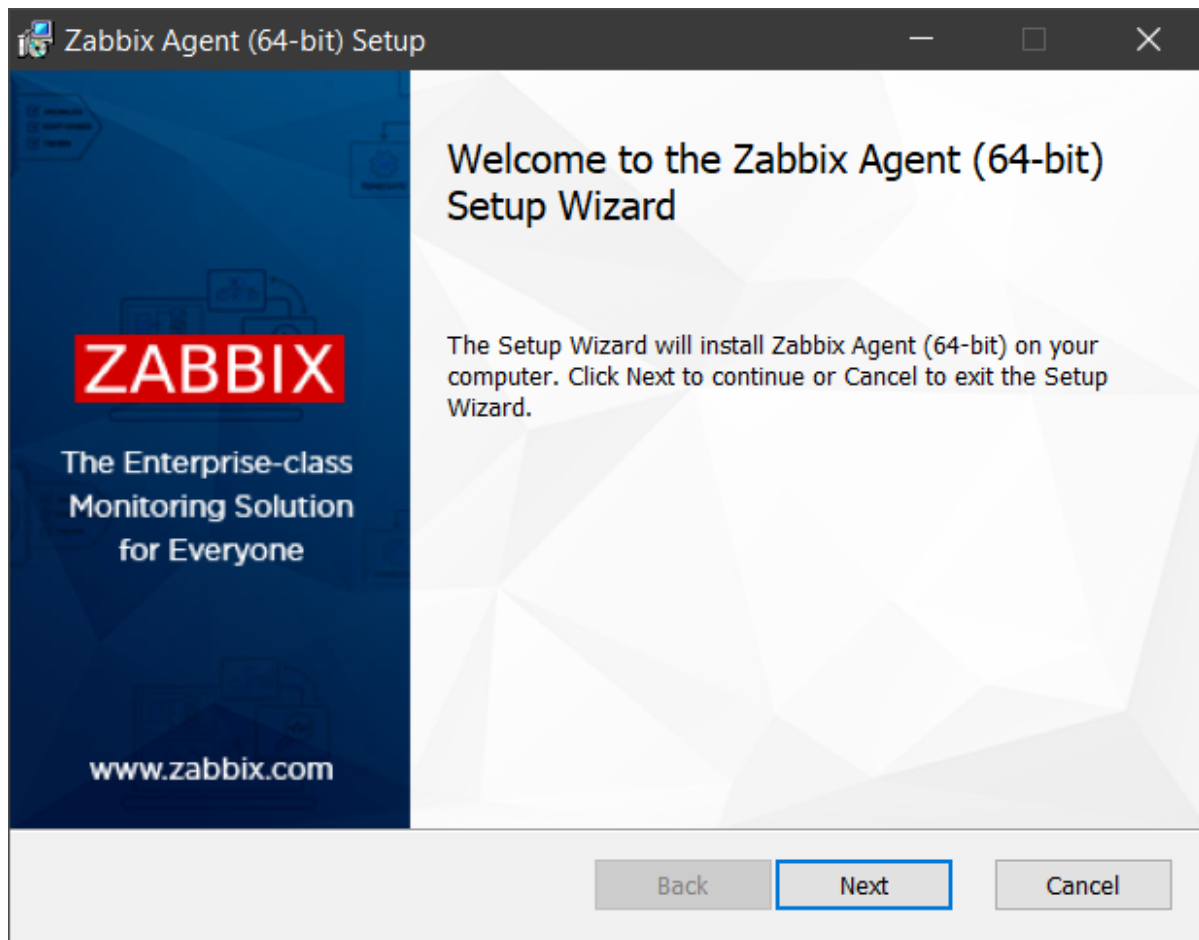 Zabbix Agent (64-bit) Setup
Welcome to the Zabbix Agent (64-bit)
Setup Wizard
The Setup Wizard will install Zabbix Agent (64-bit) on your
computer. Click Next to continue or Cancel to exit the Setup
Wizard.
ZABBIX
The Enterprise-class
Monitoring Solution
for Everyone
www.zabbix.com
Back
Next
Cancel